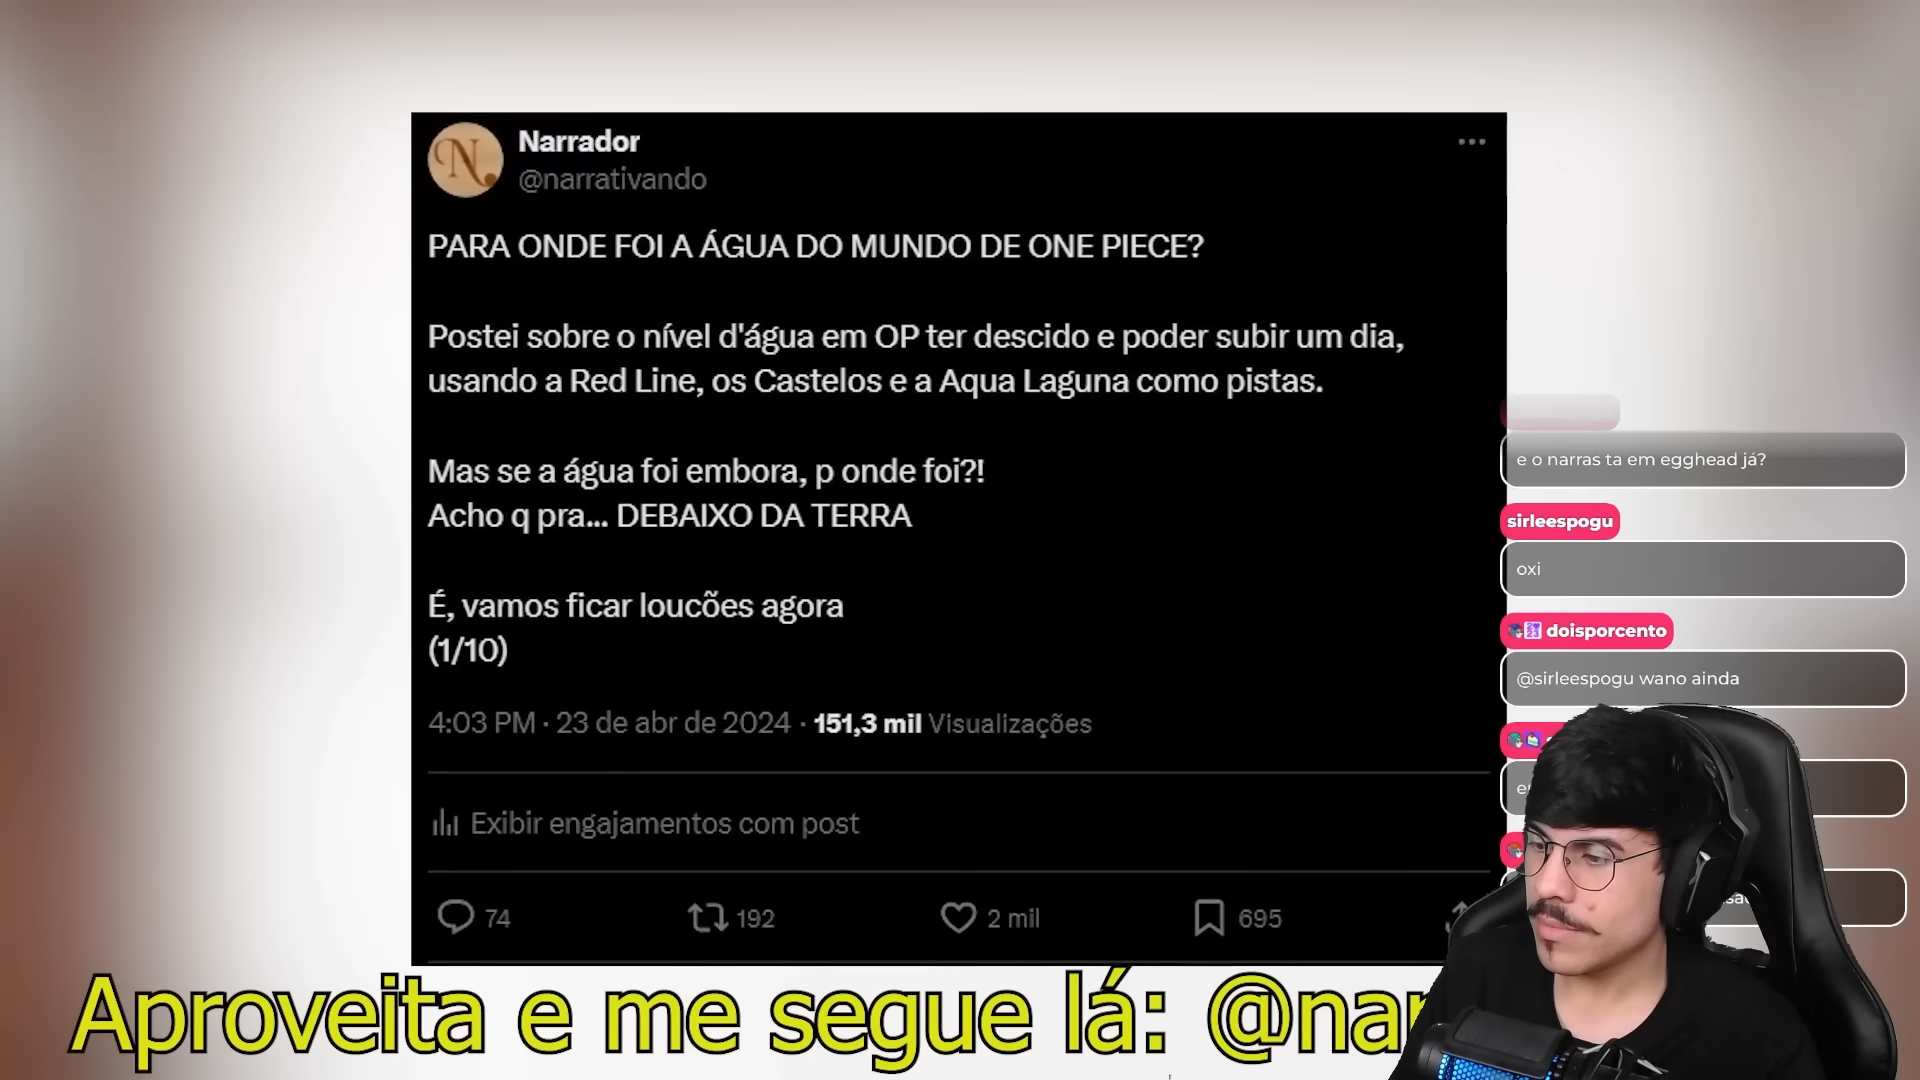 Narrador
@narrativando
PARA ONDE FOI A ÁGUA DO MUNDO DE ONE PIECE?
Postei sobre o nível d'água em OP ter descido e poder subir um dia,
usando a Red Line, os Castelos e a Aqua Laguna como pistas.
Mas se a água foi embora, p onde foi?!
Acho q pra... DEBAIXO DA TERRA
É, vamos ficar loucões agora
(1/10)
4:03 PM · 23 de abr de 2024 · 151,3 mil Visualizações
Exibir engajamentos com post
74 192 2 mil 695
e o narras ta em egghead já?
sirleespogu
oxi
doisporcento
@sirleespogu wano ainda
Aproveita e me segue lá: